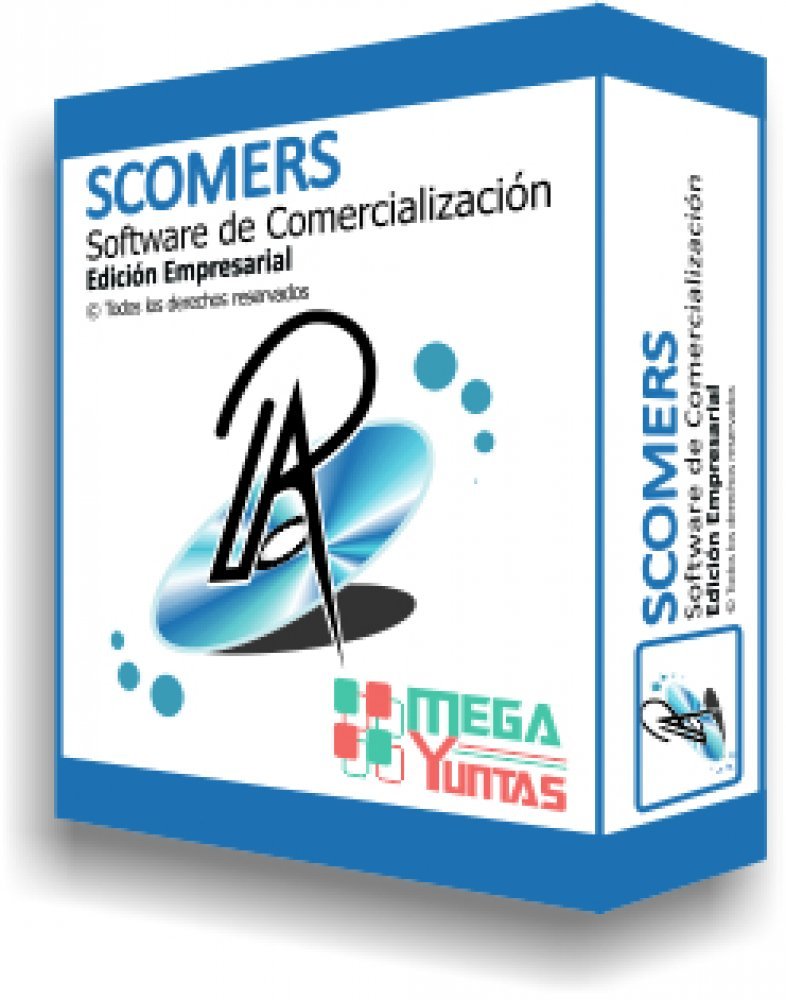 SCOMERS
Software de Comercialización
Edición Empresarial
© Todos los derechos reservados
MEGA
YUNTAS
SCOMERS
Software de Comercialización
Edición Empresarial
© Todos los derechos reservados